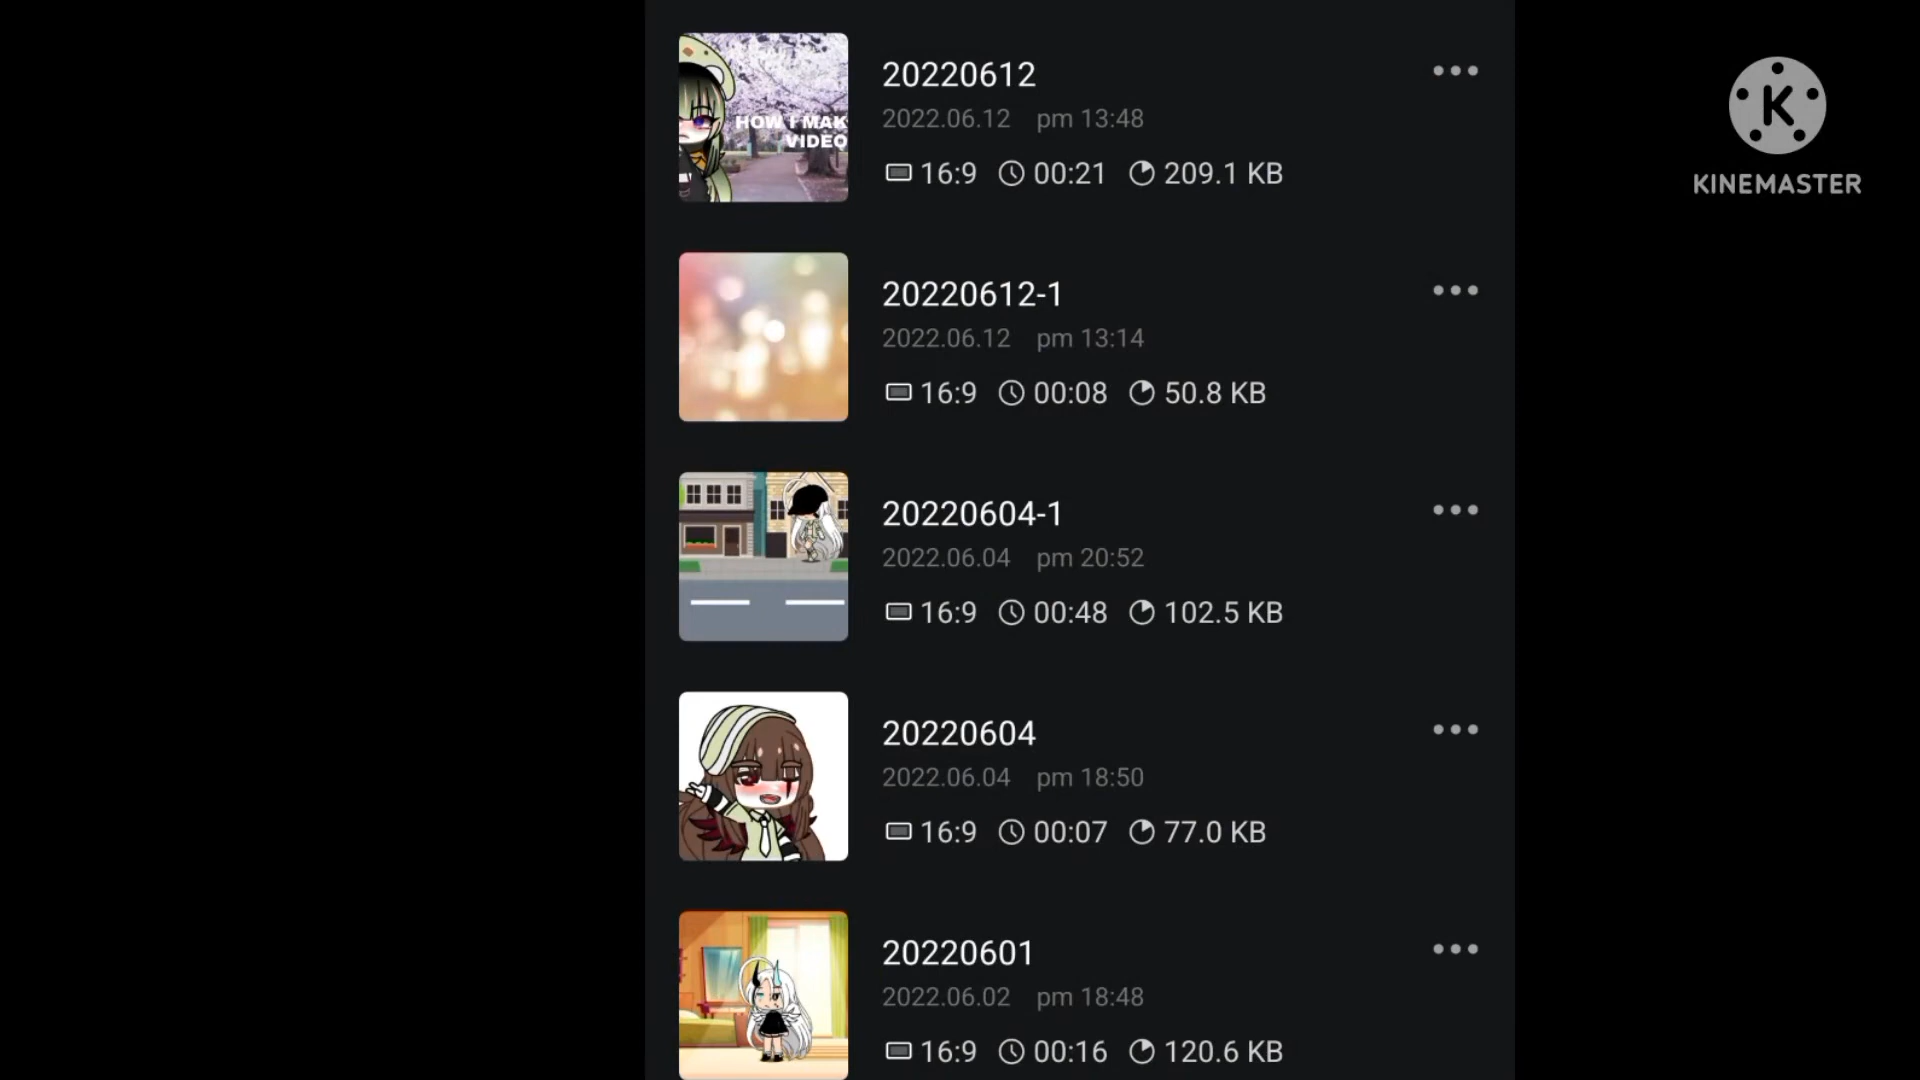 20220612
2022.06.12 pm 13:48
16:9 00:21 209.1 KB
HOW I MAK
VIDEO
K
KINEMASTER
20220612-1
2022.06.12 pm 13:14
16:9 00:08 50.8 KB
20220604-1
2022.06.04 pm 20:52
16:9 00:48 102.5 KB
20220604
2022.06.04 pm 18:50
16:9 00:07 77.0 KB
20220601
2022.06.02 pm 18:48
16:9 00:16 120.6 KB